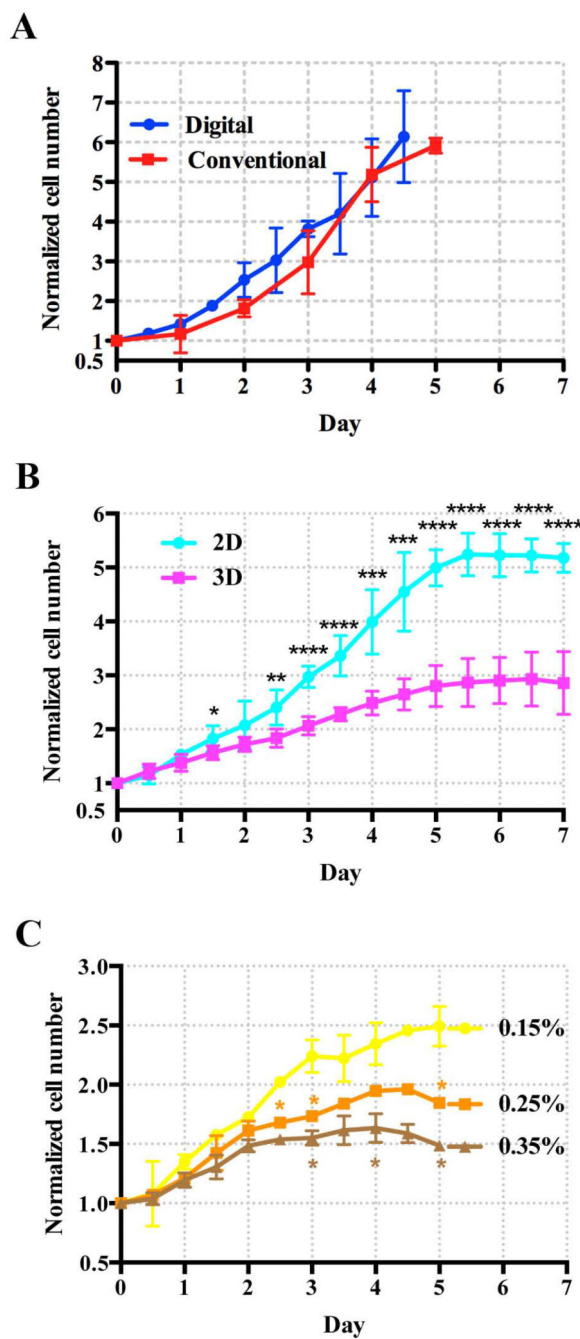 A
Normalized cell number
8
7
6
5
4
3
2
1
0.5
Digital
Conventional
0 1 2 3 4 5 6 7
Day
B
Normalized cell number
6
5
4
3
2
1
0.5
2D
3D
* ** **** **** *** *** **** **** **** **** ****
0 1 2 3 4 5 6 7
Day
C
Normalized cell number
3.0
2.5
2.0
1.5
1.0
0.5
0.15%
0.25%
0.35%
* * *
* * *
0 1 2 3 4 5 6 7
Day